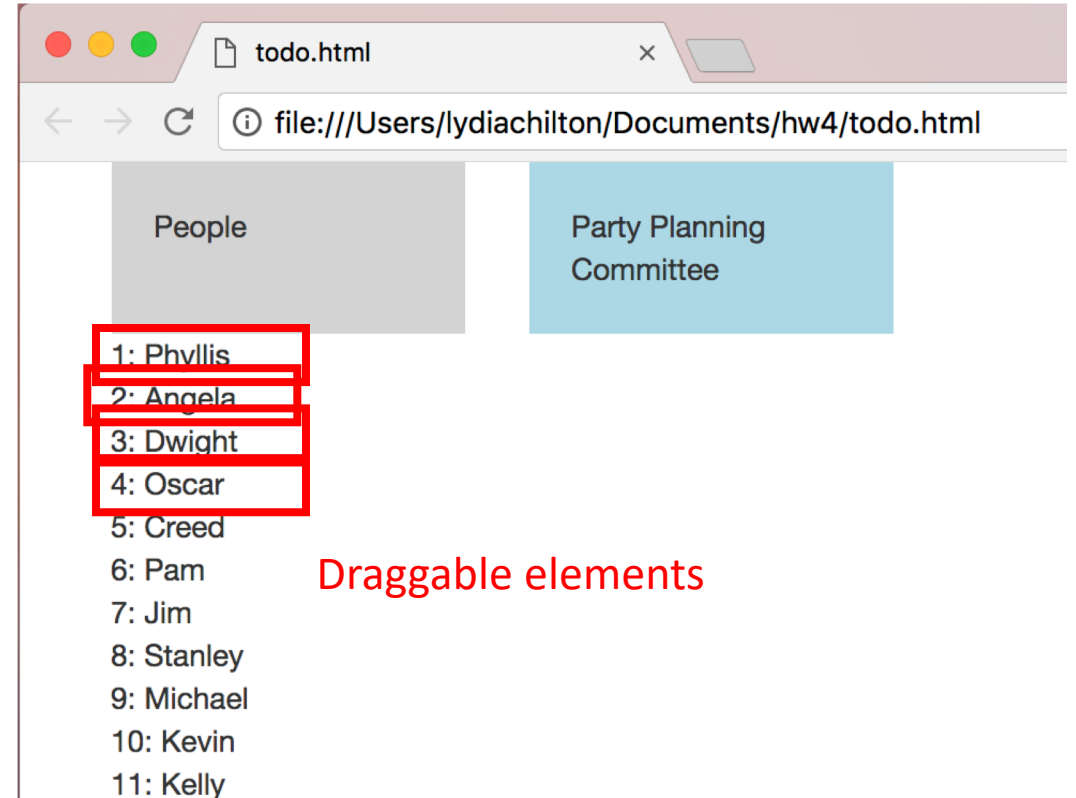 todo.html
file:///Users/lydiachilton/Documents/hw4/todo.html
People
Party Planning
Committee
1: Phyllis
2: Angela
3: Dwight
4: Oscar
5: Creed
6: Pam
Draggable elements
7: Jim
8: Stanley
9: Michael
10: Kevin
11: Kelly